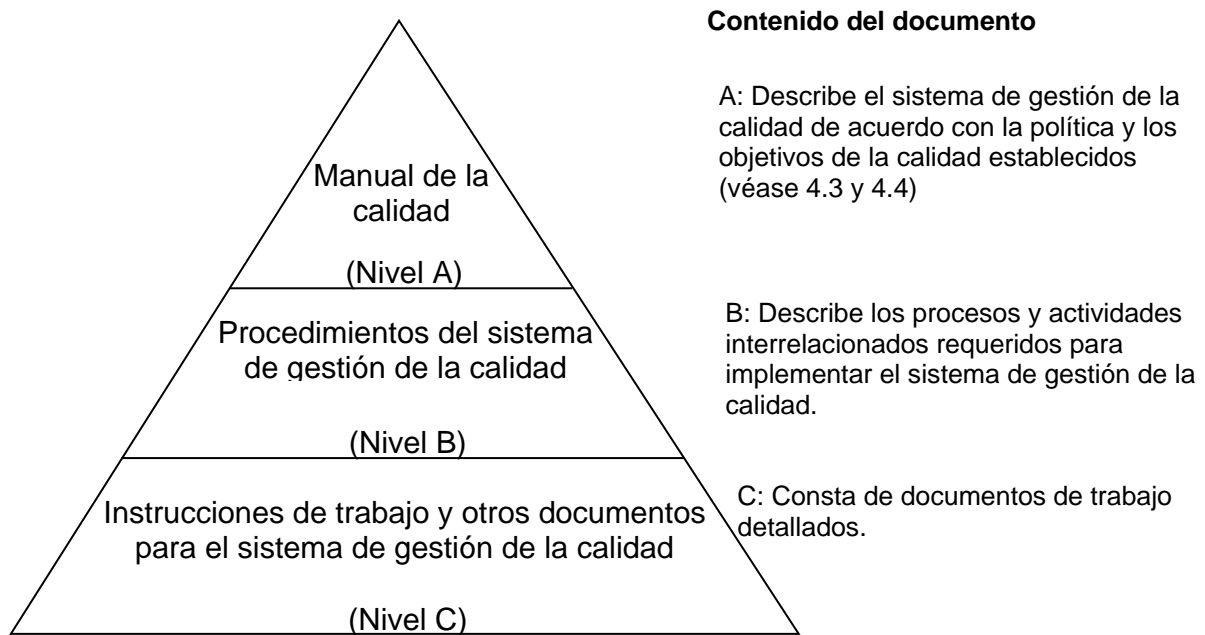 Contenido del documento
Manual de la
calidad
(Nivel A)
A: Describe el sistema de gestión de la
calidad de acuerdo con la política y los
objetivos de la calidad establecidos
(véase 4.3 y 4.4)
Procedimientos del sistema
de gestión de la calidad
(Nivel B)
B: Describe los procesos y actividades
interrelacionados requeridos para
implementar el sistema de gestión de la
calidad.
Instrucciones de trabajo y otros documentos
para el sistema de gestión de la calidad
(Nivel C)
C: Consta de documentos de trabajo
detallados.